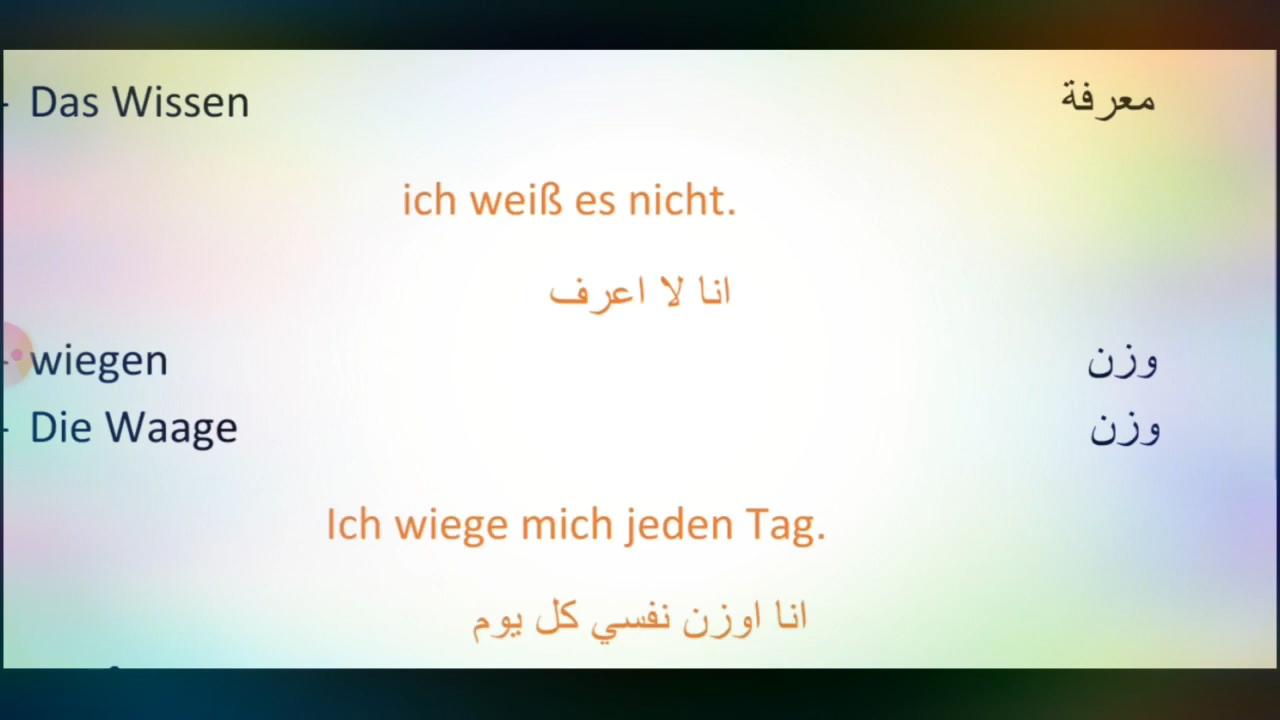 - Das Wissen معرفة
ich weiß es nicht.
انا لا اعرف
- wiegen وزن
- Die Waage وزن
Ich wiege mich jeden Tag.
انا اوزن نفسي كل يوم